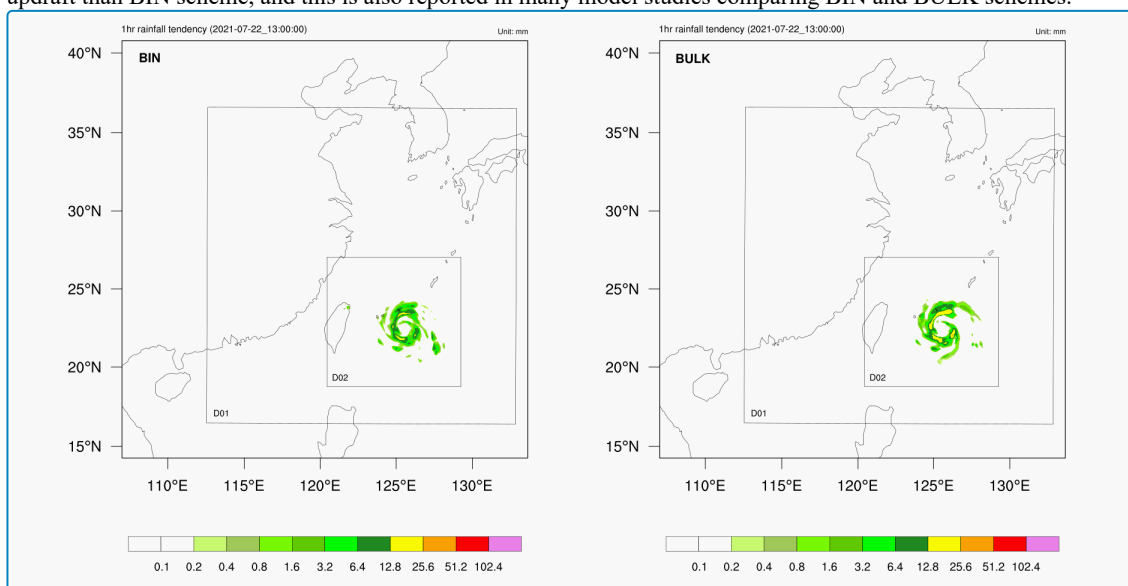 updraft than BIN scheme, and this is also reported in many model studies comparing BIN and BULK schemes.
1hr rainfall tendency (2021-07-22_13:00:00) Unit: mm
BIN
40°N
35°N
30°N
25°N
20°N
15°N
D02
D01
110°E 115°E 120°E 125°E 130°E
0.1 0.2 0.4 0.8 1.6 3.2 6.4 12.8 25.6 51.2 102.4
1hr rainfall tendency (2021-07-22_13:00:00) Unit: mm
BULK
40°N
35°N
30°N
25°N
20°N
15°N
D02
D01
110°E 115°E 120°E 125°E 130°E
0.1 0.2 0.4 0.8 1.6 3.2 6.4 12.8 25.6 51.2 102.4